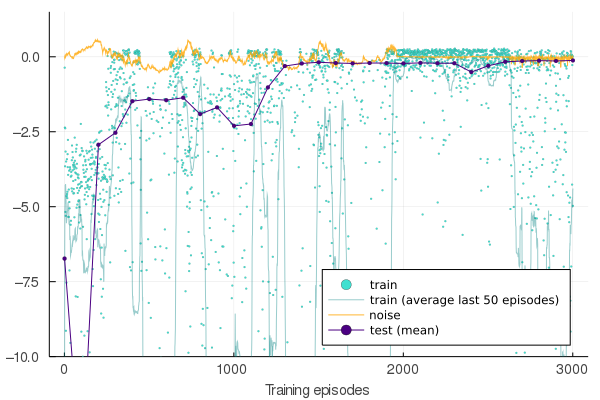 0.0
−2.5
−5.0
−7.5
−10.0
train
train (average last 50 episodes)
noise
test (mean)
0
1000
2000
3000
Training episodes